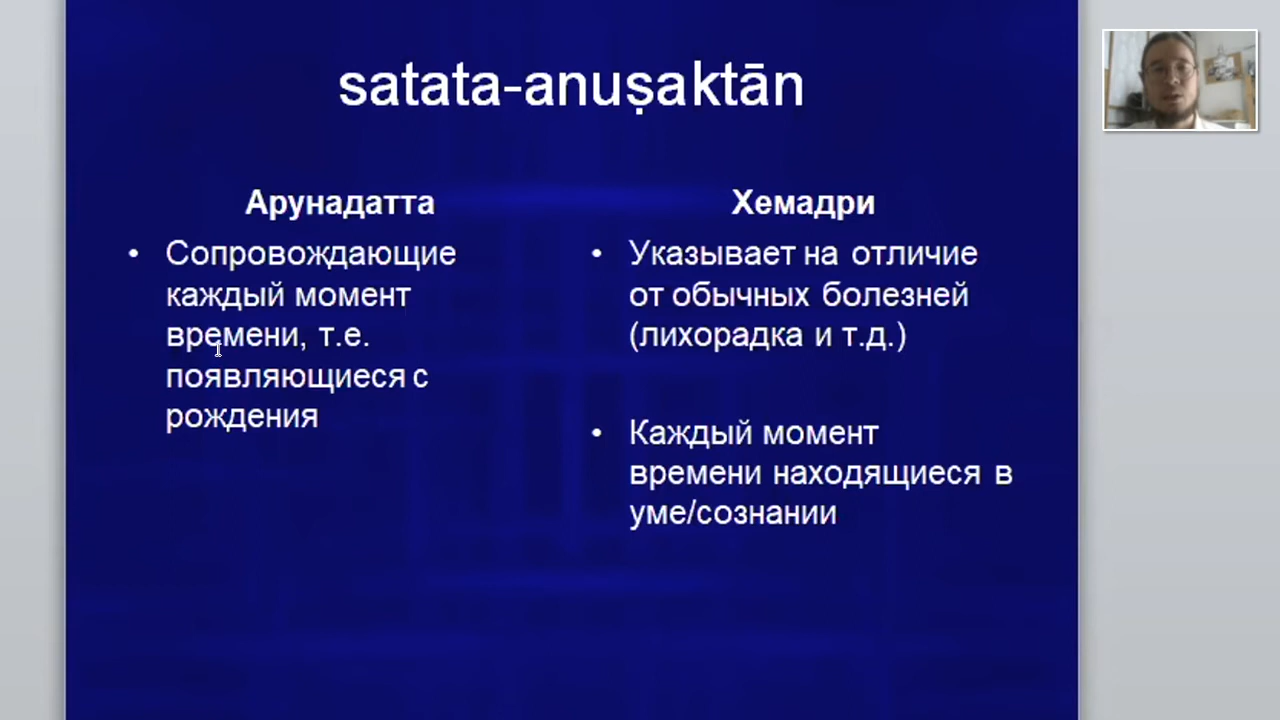 satata-anuṣaktān
Арунадатта
• Сопровождающие
каждый момент
времени, т.е.
появляющиеся с
рождения
Хемадри
• Указывает на отличие
от обычных болезней
(лихорадка и т.д.)
• Каждый момент
времени находящиеся в
уме/сознании